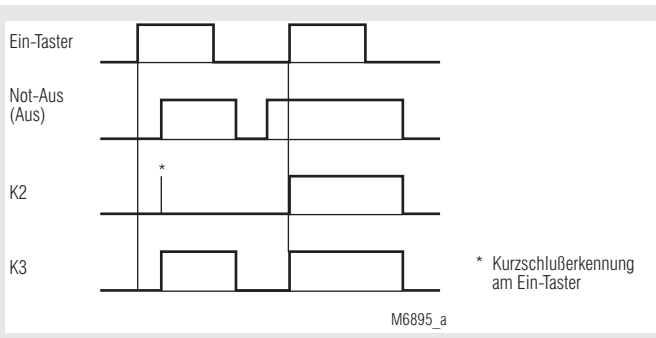 Ein-Taster
Not-Aus
(Aus)
*
K2
K3
* Kurzschlußerkennung
am Ein-Taster
M6895_a